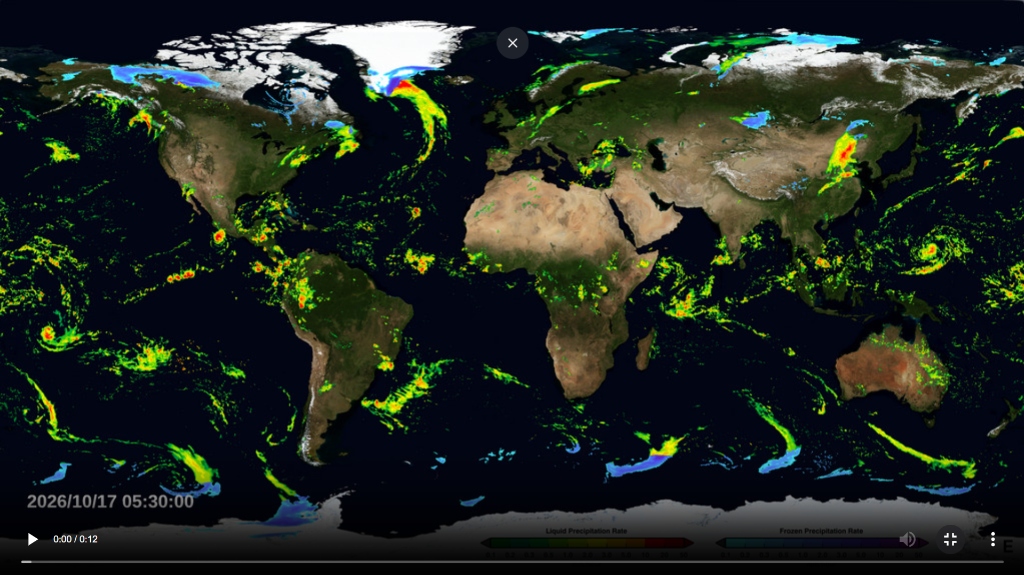 2026/10/17 05:30:00
Liquid Precipitation Rate
Frozen Precipitation Rate
0:00 / 0:12